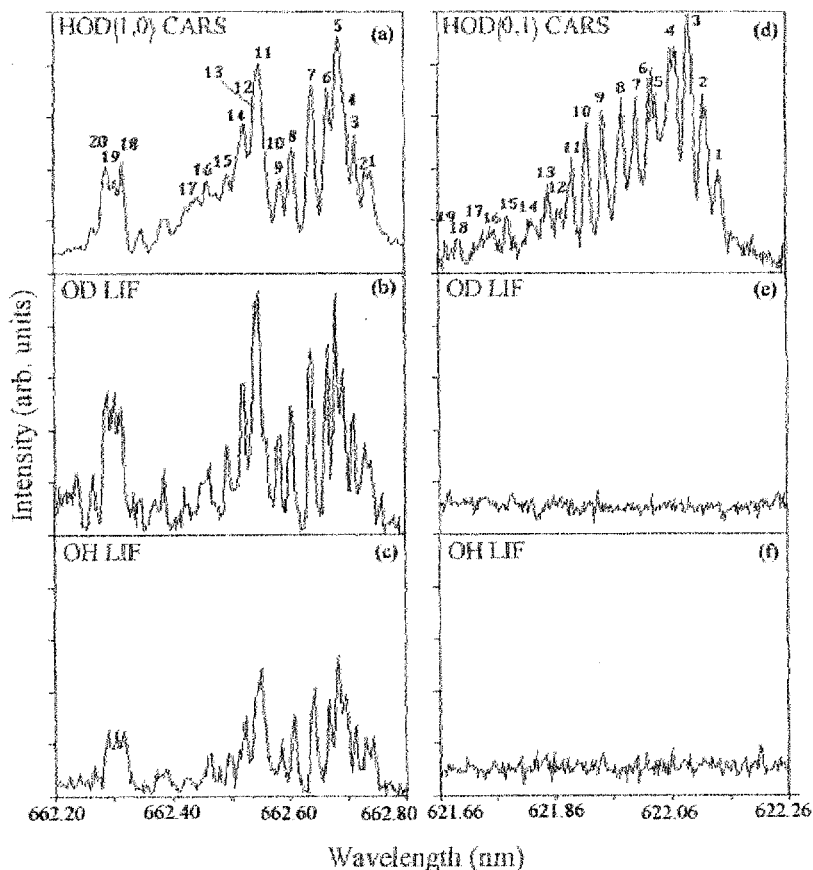 HOD(1,0) CARS (a)
5
11
13
12
7 6
14
4
3
20
19 18
10 8
9
17 16 15
21
HOD(0,1) CARS (d)
3
4
2
6
5
10 9 8 7
11
1
13
12
19 18 17 16 15 14
OD LIF (b)
OD LIF (e)
OH LIF (c)
OH LIF (f)
Intensity (arb. units)
662.20 662.40 662.60 662.80
621.66 621.86 622.06 622.26
Wavelength (nm)